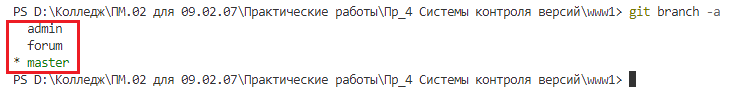 PS D:\Колледж\ПМ.02 для 09.02.07\Практические работы\Пр_4 Системы контроля версий\www1> git branch -a
admin
forum
* master
PS D:\Колледж\ПМ.02 для 09.02.07\Практические работы\Пр_4 Системы контроля версий\www1>